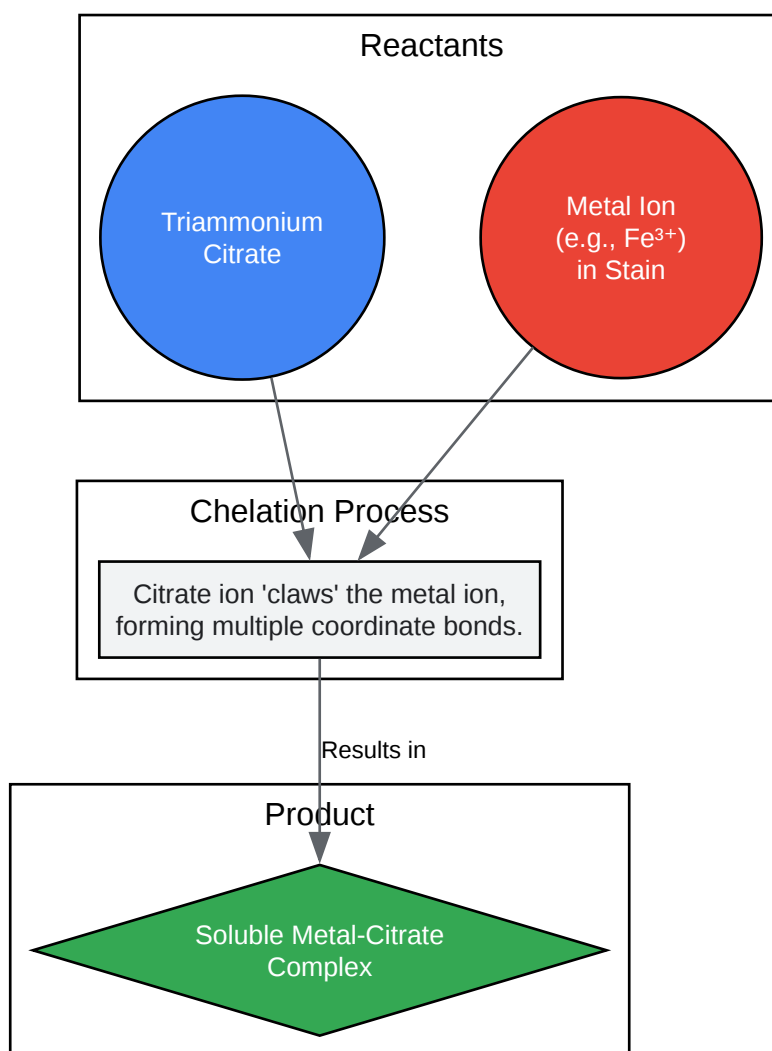 Reactants
Triammonium
Citrate
Metal Ion
(e.g., Fe³⁺)
in Stain
Chelation Process
Citrate ion 'claws' the metal ion,
forming multiple coordinate bonds.
Results in
Product
Soluble Metal-Citrate
Complex